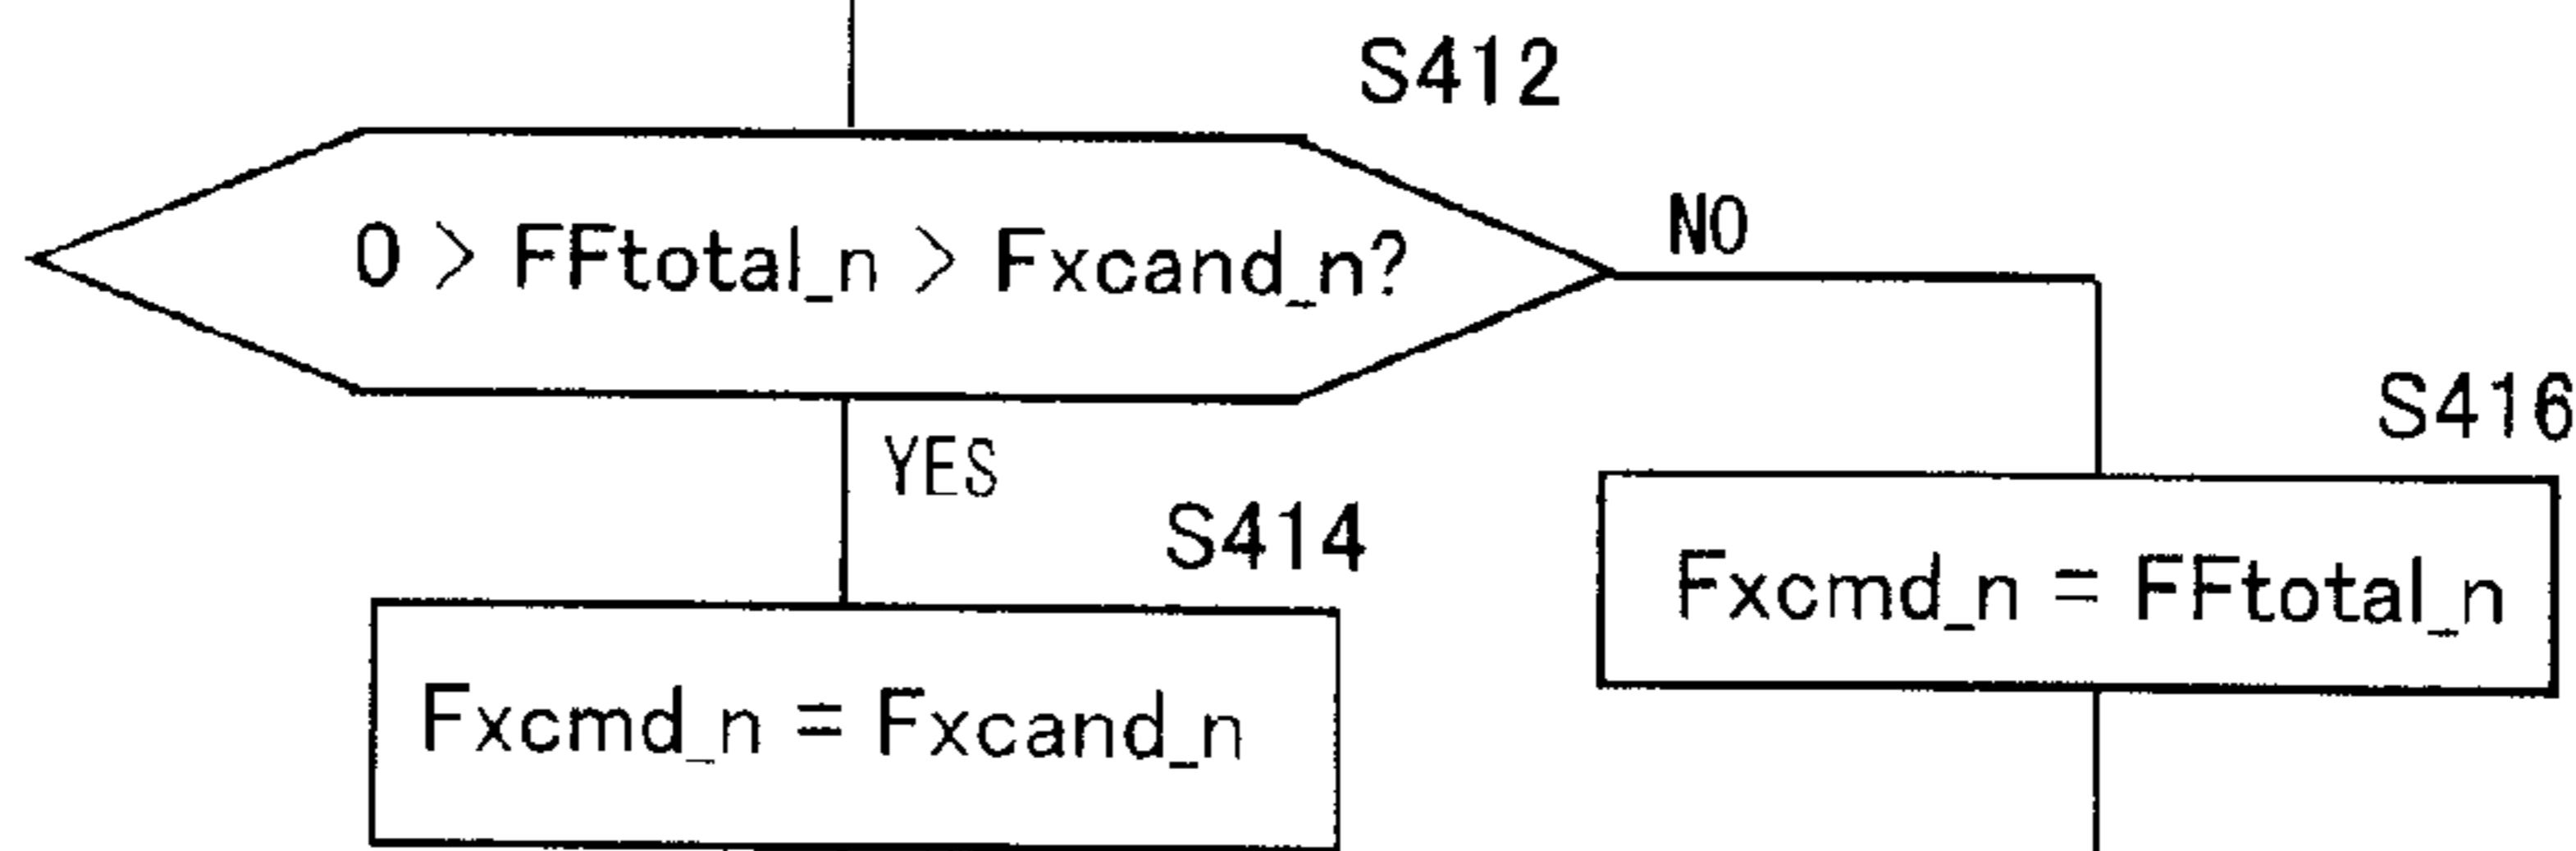 S412
0 > FFtotal_n > Fxcand_n?
NO
YES
S416
S414
Fxcmd_n = FFtotal_n
Fxcmd_n = Fxcand_n